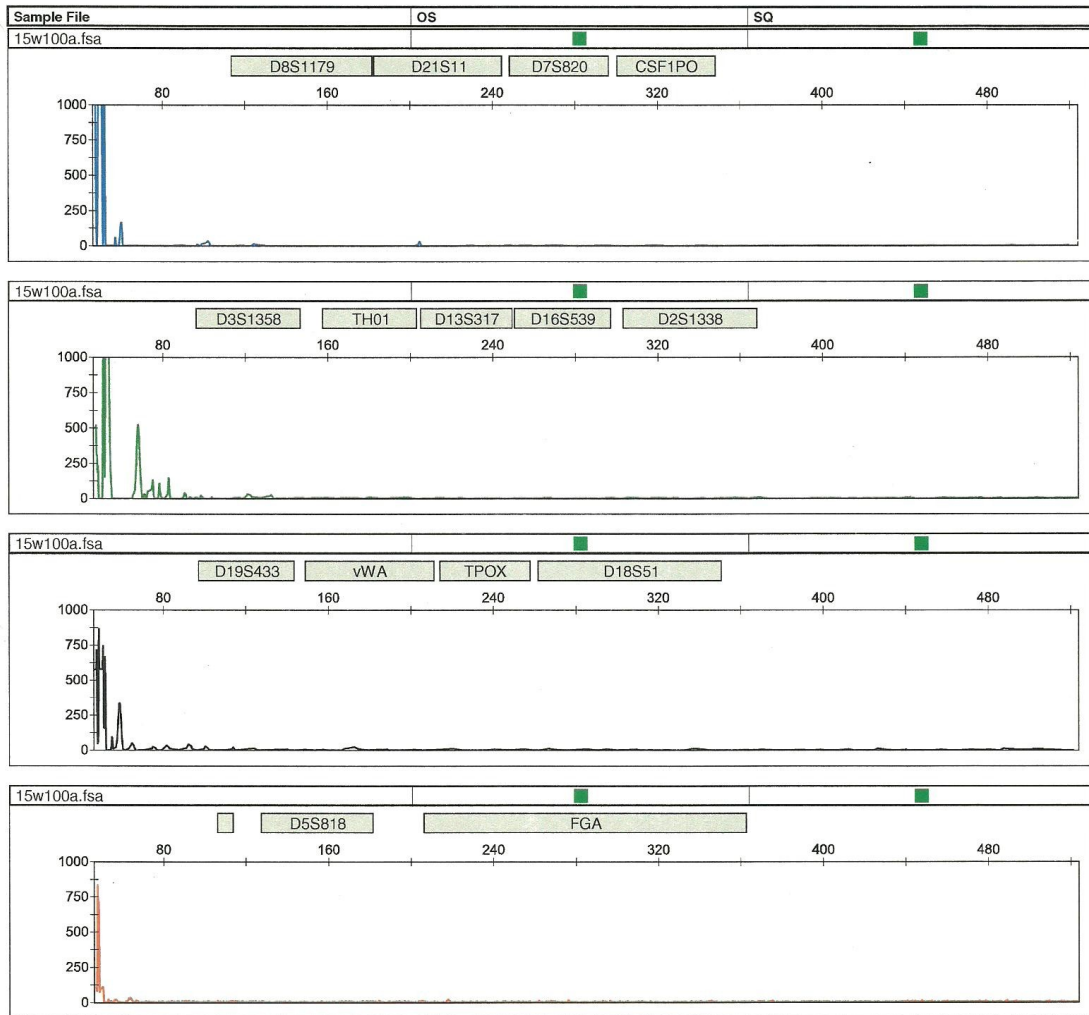 Sample File OS SQ
15w100a.fsa
D8S1179 D21S11 D7S820 CSF1PO
80 160 240 320 400 480
1000
750
500
250
0
15w100a.fsa
D3S1358 TH01 D13S317 D16S539 D2S1338
80 160 240 320 400 480
1000
750
500
250
0
15w100a.fsa
D19S433 vWA TPOX D18S51
80 160 240 320 400 480
1000
750
500
250
0
15w100a.fsa
D5S818 FGA
80 160 240 320 400 480
1000
750
500
250
0